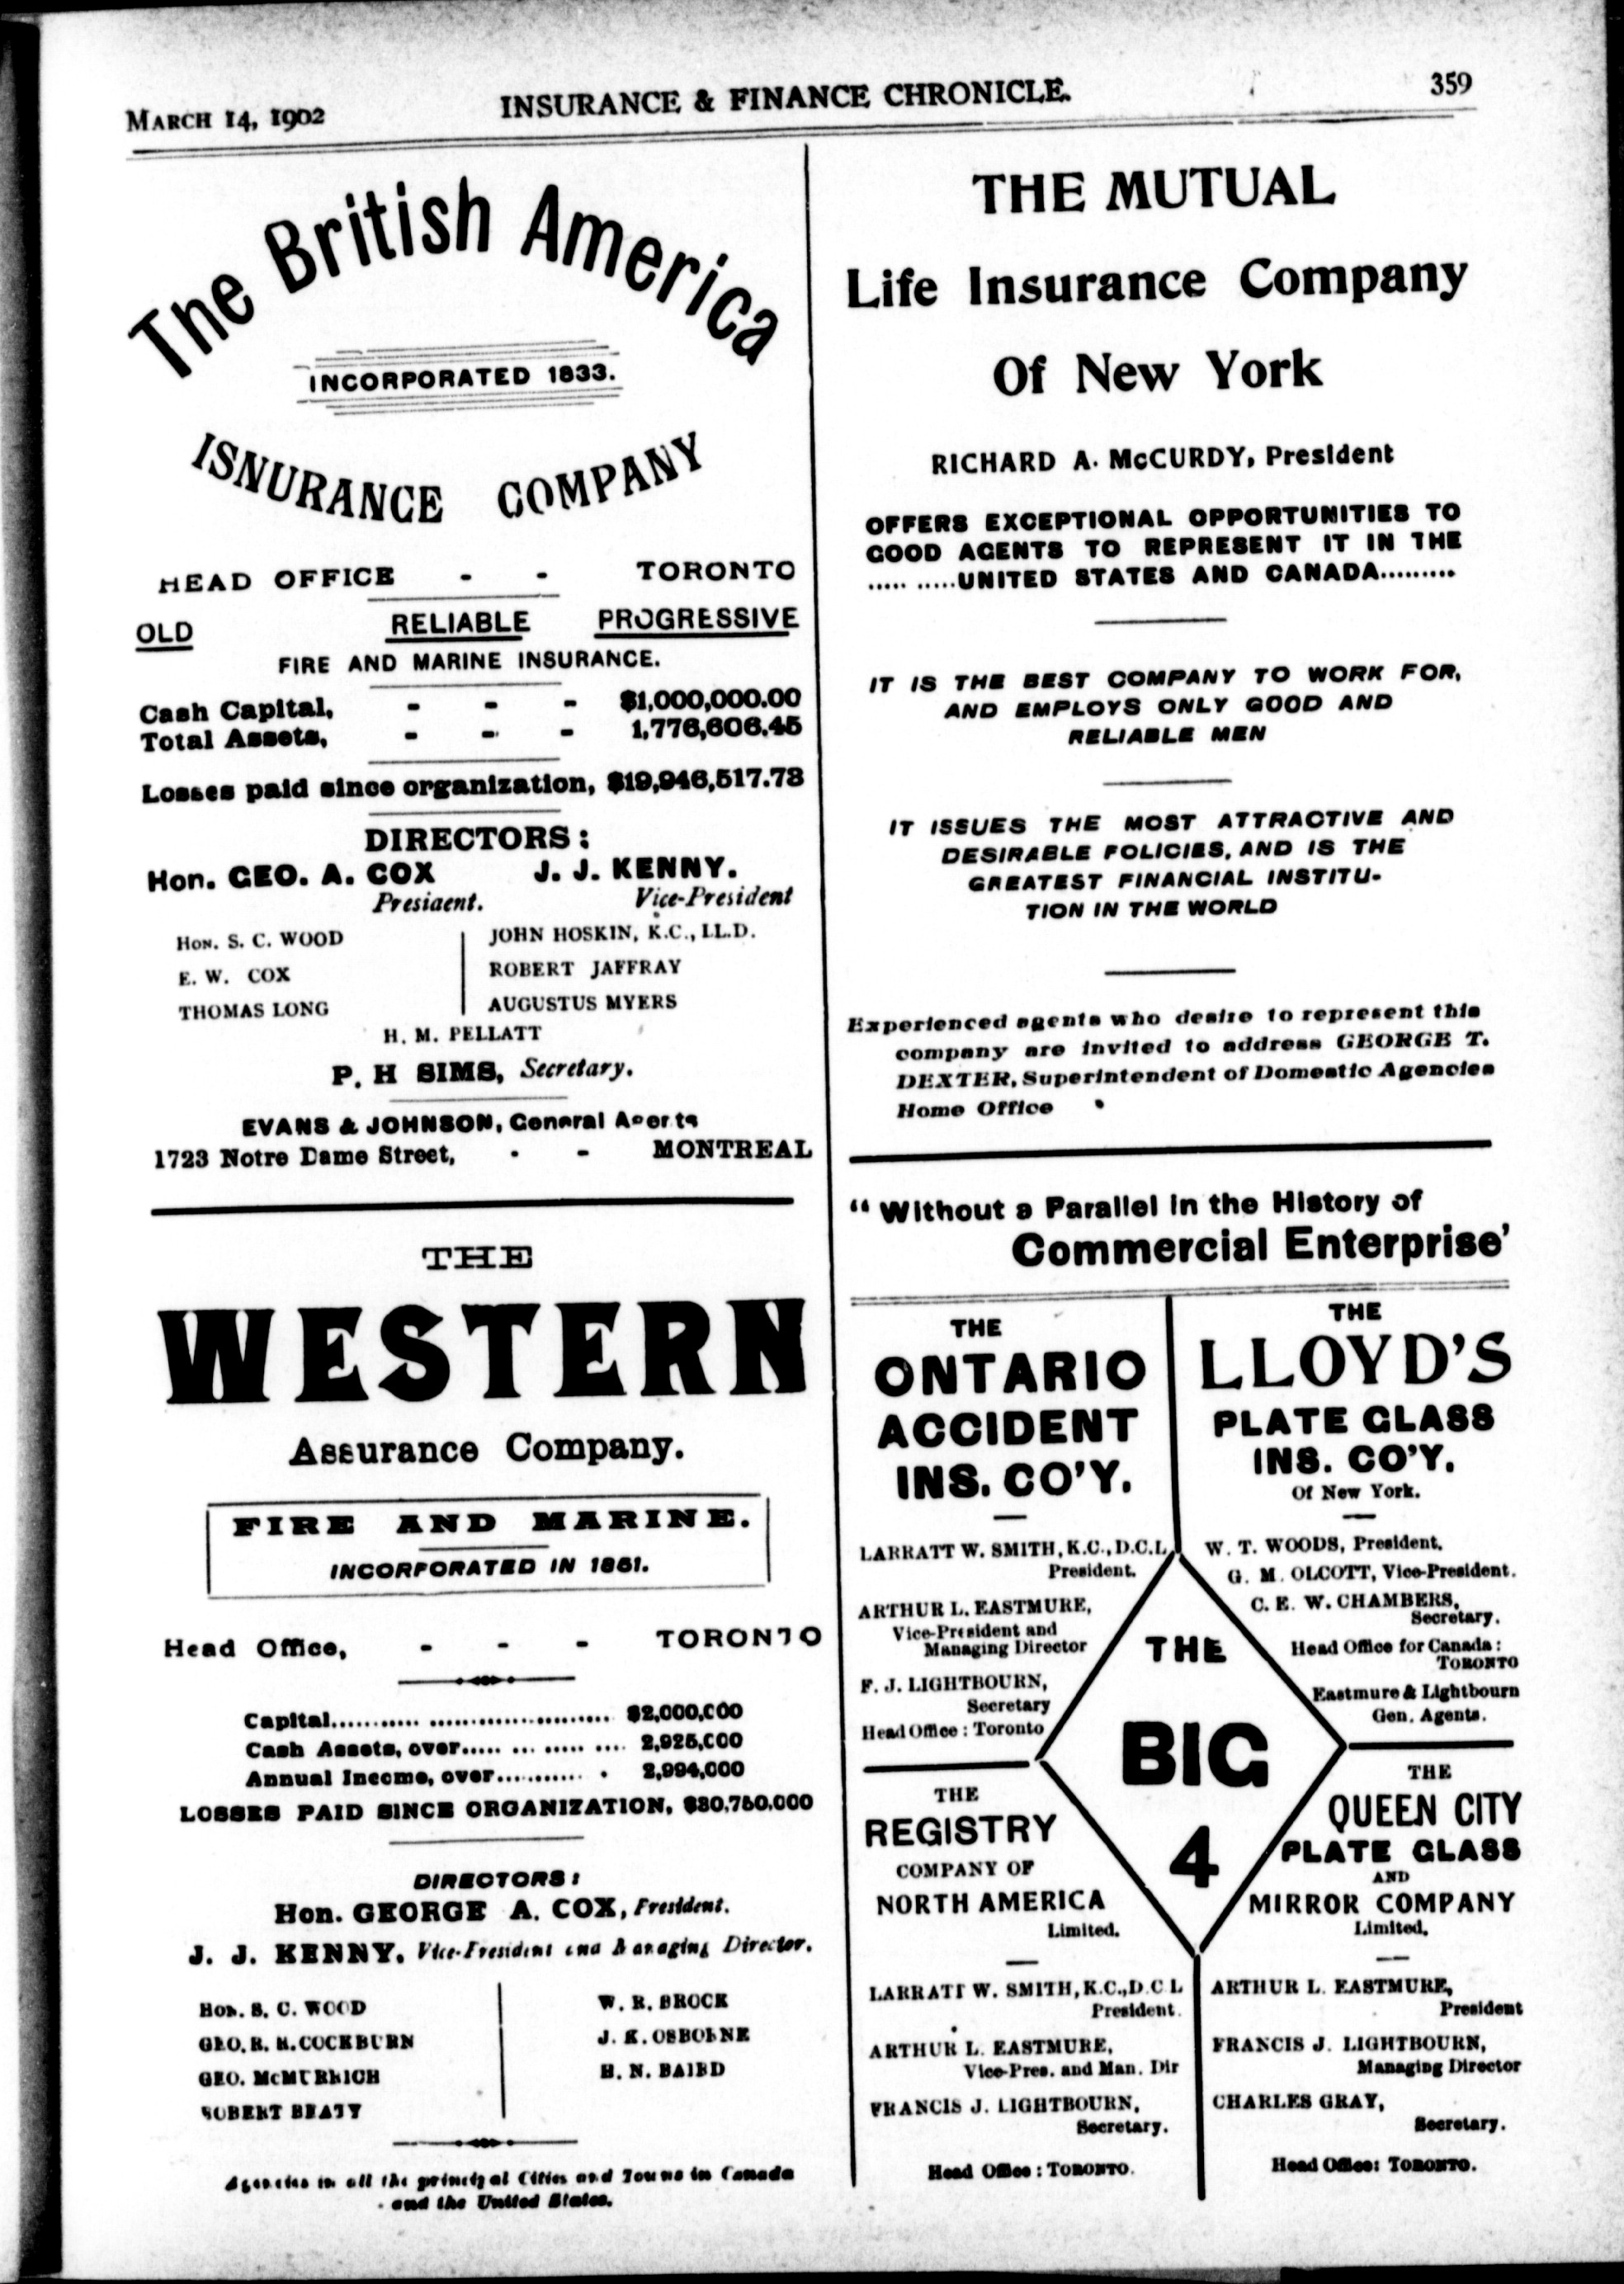 MARCH 14, 1902
INSURANCE & FINANCE CHRONICLE.
359
The British America
INCORPORATED 1833.
ISNURANCE COMPANY
HEAD OFFICE - - TORONTO
OLD RELIABLE PROGRESSIVE
FIRE AND MARINE INSURANCE.
Cash Capital, - - - $1,000,000.00
Total Assets, - - - 1,776,606.45
Losses paid since organization, $19,946,517.73
DIRECTORS:
Hon. GEO. A. COX J. J. KENNY.
President. Vice-President
HON. S. C. WOOD JOHN HOSKIN, K.C., LL.D.
E. W. COX ROBERT JAFFRAY
THOMAS LONG AUGUSTUS MYERS
H. M. PELLATT
P. H SIMS, Secretary.
EVANS & JOHNSON, General Agents
1723 Notre Dame Street, - - MONTREAL
THE
WESTERN
Assurance Company.
FIRE AND MARINE.
INCORPORATED IN 1851.
Head Office, - - - TORONTO
Capital.................................. $2,000,000
Cash Assets, over..... ... ..... .... 2,925,000
Annual Income, over........... . 2,994,000
LOSSES PAID SINCE ORGANIZATION, $30,750,000
DIRECTORS:
Hon. GEORGE A. COX, President.
J. J. KENNY, Vice-President and Managing Director.
HON. S. C. WOOD W. R. BROCK
GEO. R. R. COCKBURN J. K. OSBORNE
GEO. McMURRICH H. N. BAIRD
ROBERT BEATY
Agencies in all the principal Cities and Towns in Canada
and the United States.
THE MUTUAL
Life Insurance Company
Of New York
RICHARD A. McCURDY, President
OFFERS EXCEPTIONAL OPPORTUNITIES TO
GOOD AGENTS TO REPRESENT IT IN THE
..... .....UNITED STATES AND CANADA.........
IT IS THE BEST COMPANY TO WORK FOR,
AND EMPLOYS ONLY GOOD AND
RELIABLE MEN
IT ISSUES THE MOST ATTRACTIVE AND
DESIRABLE POLICIES, AND IS THE
GREATEST FINANCIAL INSTITU-
TION IN THE WORLD
Experienced agents who desire to represent this
company are invited to address GEORGE T.
DEXTER, Superintendent of Domestic Agencies
Home Office
"Without a Parallel in the History of
Commercial Enterprise'
THE
ONTARIO
ACCIDENT
INS. CO'Y.
LARRATT W. SMITH, K.C., D.C.L.
President.
ARTHUR L. EASTMURE,
Vice-President and
Managing Director
F. J. LIGHTBOURN,
Secretary
Head Office : Toronto
THE
LLOYD'S
PLATE GLASS
INS. CO'Y.
Of New York.
W. T. WOODS, President.
G. M. OLCOTT, Vice-President.
C. E. W. CHAMBERS,
Secretary.
Head Office for Canada :
TORONTO
Eastmure & Lightbourn
Gen. Agents.
THE
BIG
4
THE
REGISTRY
COMPANY OF
NORTH AMERICA
Limited.
LARRATT W. SMITH, K.C., D.C L
President.
ARTHUR L. EASTMURE,
Vice-Pres. and Man. Dir
FRANCIS J. LIGHTBOURN,
Secretary.
Head Office : TORONTO.
THE
QUEEN CITY
PLATE GLASS
AND
MIRROR COMPANY
Limited,
ARTHUR L. EASTMURE,
President
FRANCIS J. LIGHTBOURN,
Managing Director
CHARLES GRAY,
Secretary.
Head Office: TORONTO.